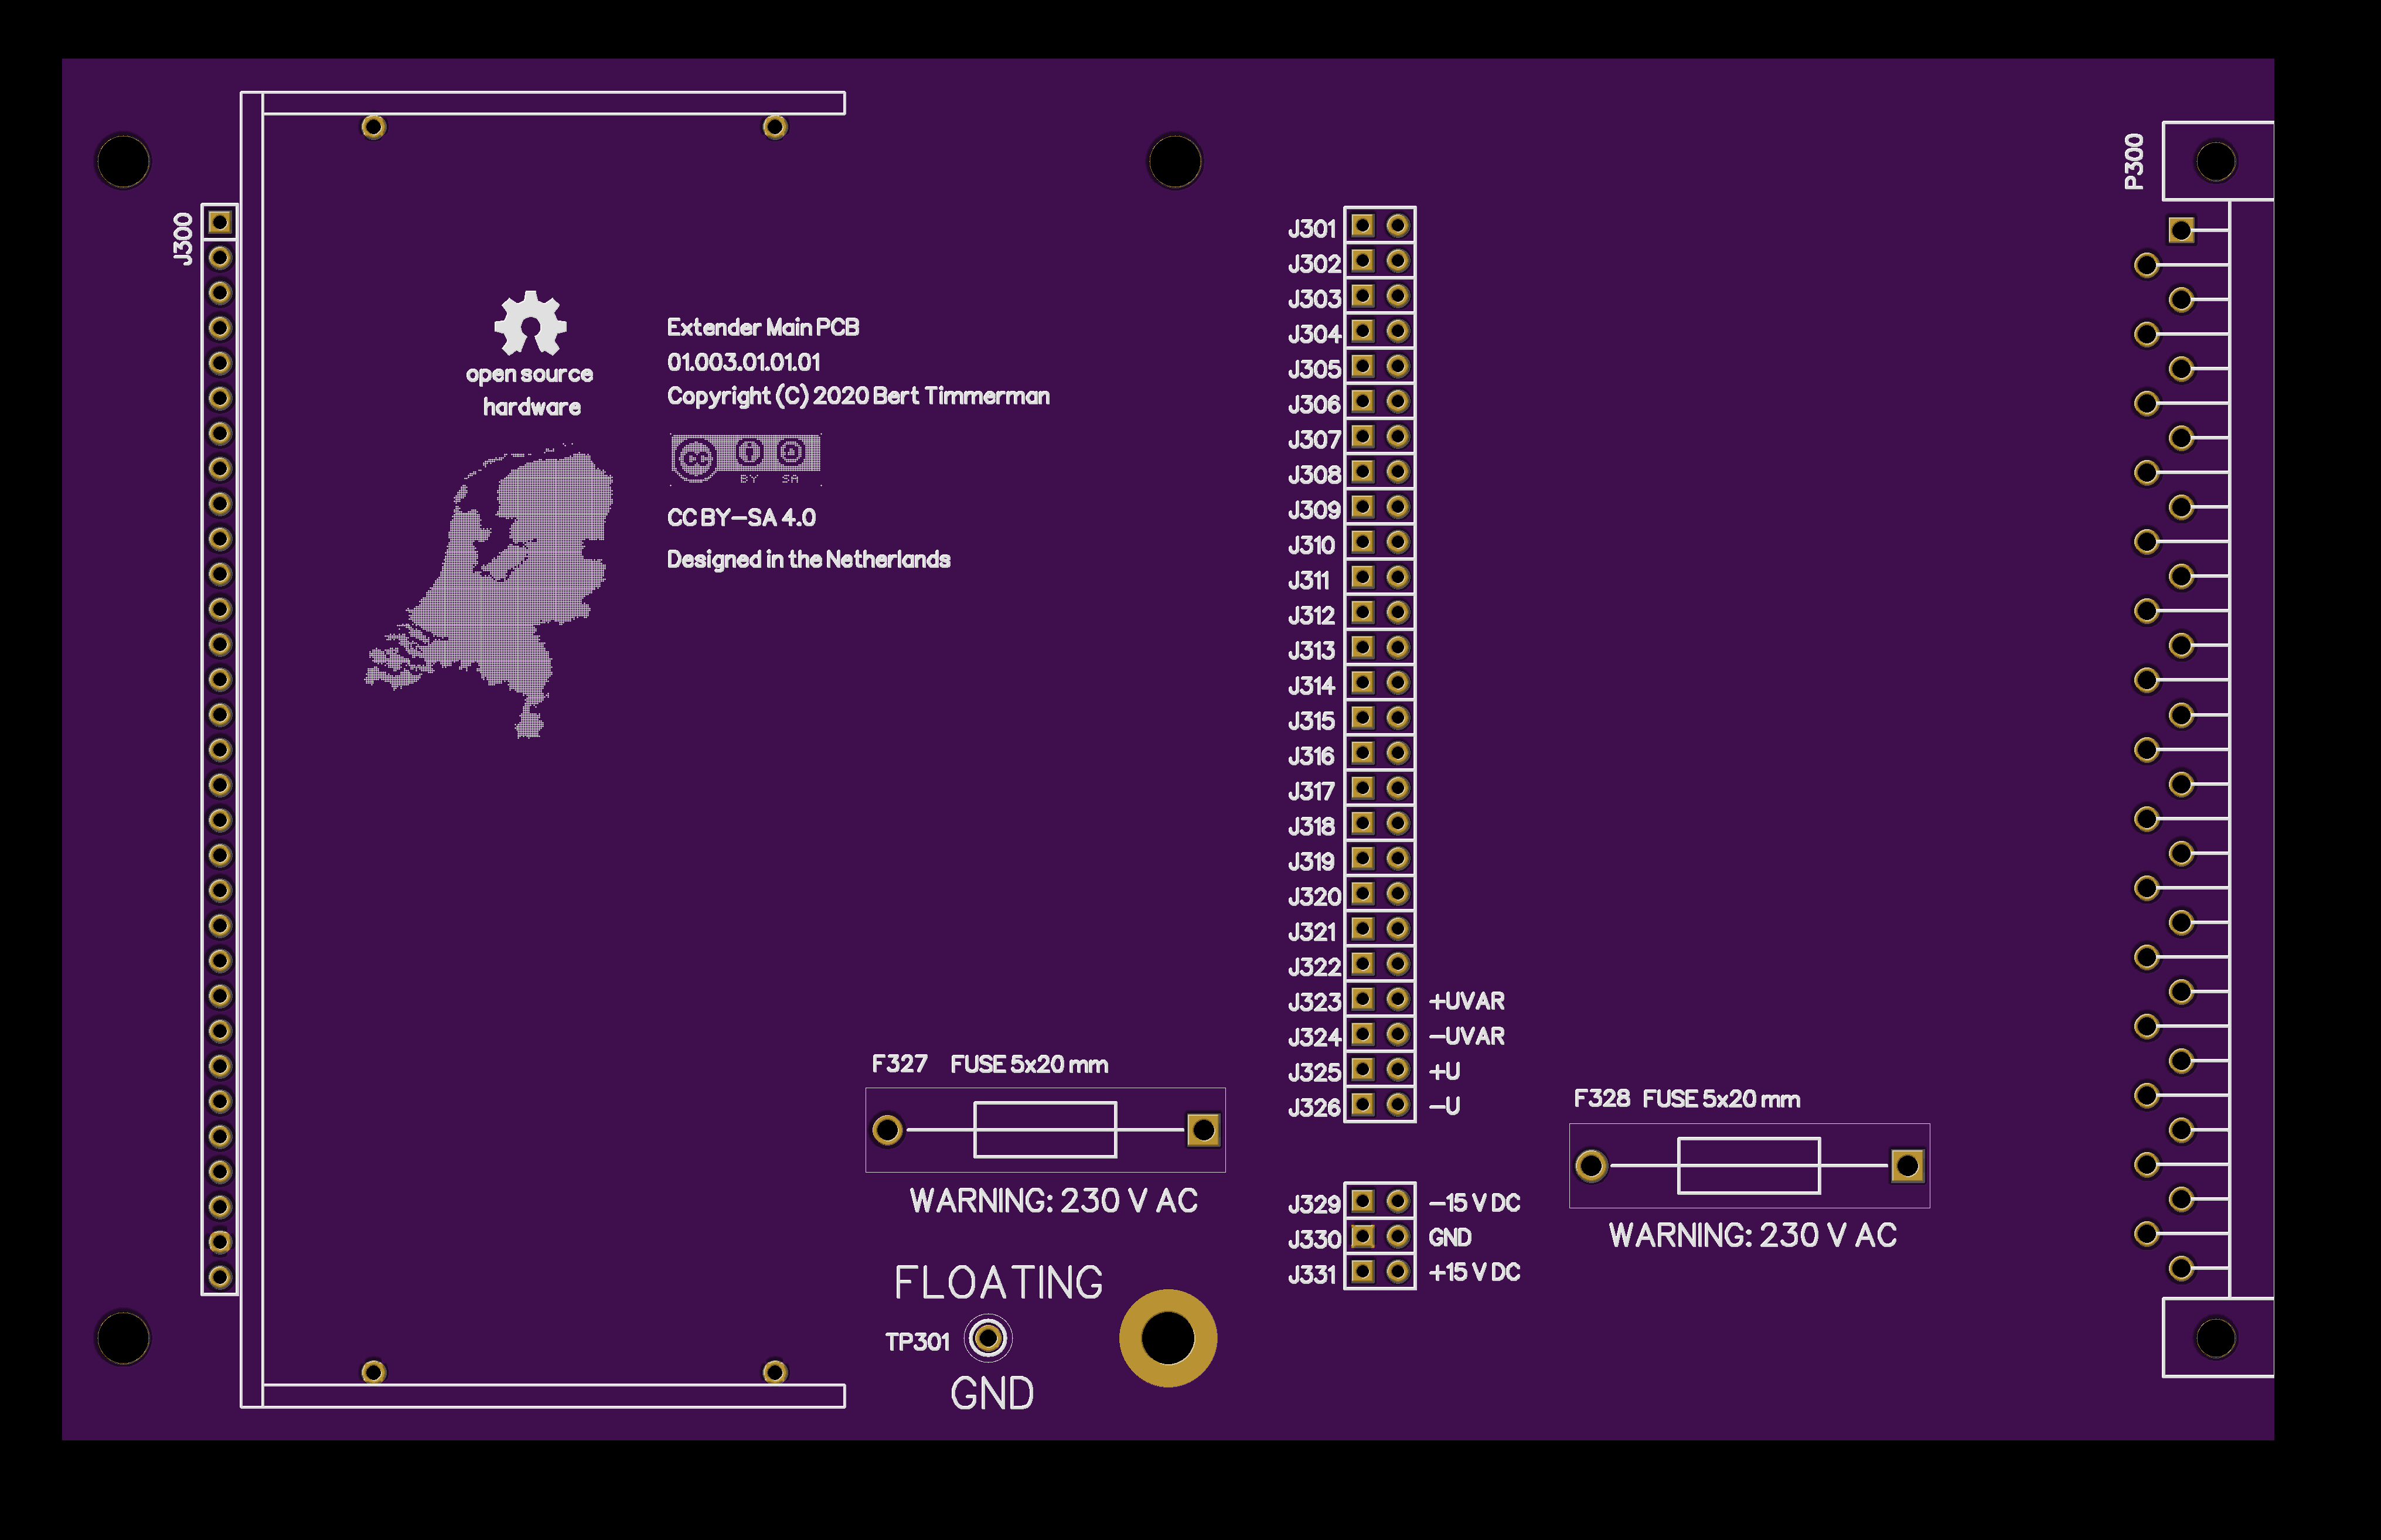 P300
J300
open source
hardware
Extender Main PCB
01.003.01.01.01
Copyright (C) 2020 Bert Timmerman
CC
BY SA
CC BY-SA 4.0
Designed in the Netherlands
J301
J302
J303
J304
J305
J306
J307
J308
J309
J310
J311
J312
J313
J314
J315
J316
J317
J318
J319
J320
J321
J322
J323 +UVAR
J324 -UVAR
J325 +U
J326 -U
F327 FUSE 5x20 mm
WARNING: 230 V AC
F328 FUSE 5x20 mm
WARNING: 230 V AC
J329 -15 V DC
J330 GND
J331 +15 V DC
FLOATING
TP301
GND